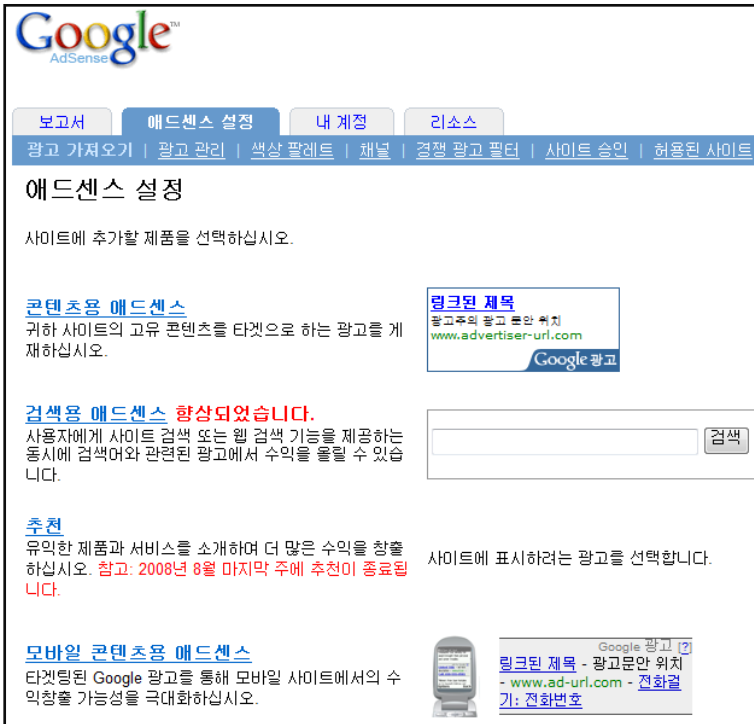 Google™
AdSense
보고서 애드센스 설정 내 계정 리소스
광고 가져오기 | 광고 관리 | 색상 팔레트 | 채널 | 경쟁 광고 필터 | 사이트 승인 | 허용된 사이트
애드센스 설정
사이트에 추가할 제품을 선택하십시오.
콘텐츠용 애드센스
귀하 사이트의 고유 콘텐츠를 타겟으로 하는 광고를 게
재하십시오.
링크된 제목
광고주의 광고 문안 위치
www.advertiser-url.com
Google 광고
검색용 애드센스 향상되었습니다.
사용자에게 사이트 검색 또는 웹 검색 기능을 제공하는
동시에 검색어와 관련된 광고에서 수익을 올릴 수 있습
니다.
검색
추천
유익한 제품과 서비스를 소개하여 더 많은 수익을 창출
하십시오. 참고: 2008년 8월 마지막 주에 추천이 종료됩
니다.
사이트에 표시하려는 광고를 선택합니다.
모바일 콘텐츠용 애드센스
타겟팅된 Google 광고를 통해 모바일 사이트에서의 수
익창출 가능성을 극대화하십시오.
Google 광고 [?]
링크된 제목 - 광고문안 위치
- www.ad-url.com - 전화걸
기: 전화번호